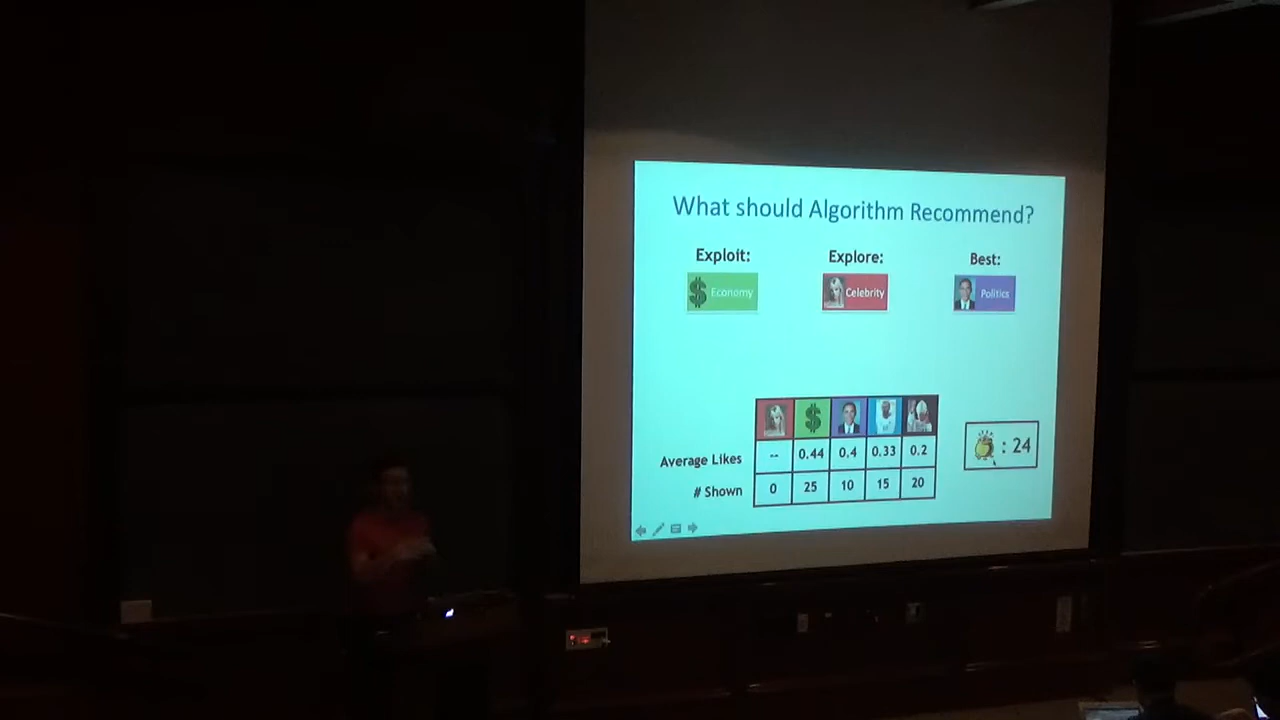 What should Algorithm Recommend?
Exploit: Explore: Best:
$ Economy Celebrity Politics
$
Average Likes -- 0.44 0.4 0.33 0.2
# Shown 0 25 10 15 20
: 24